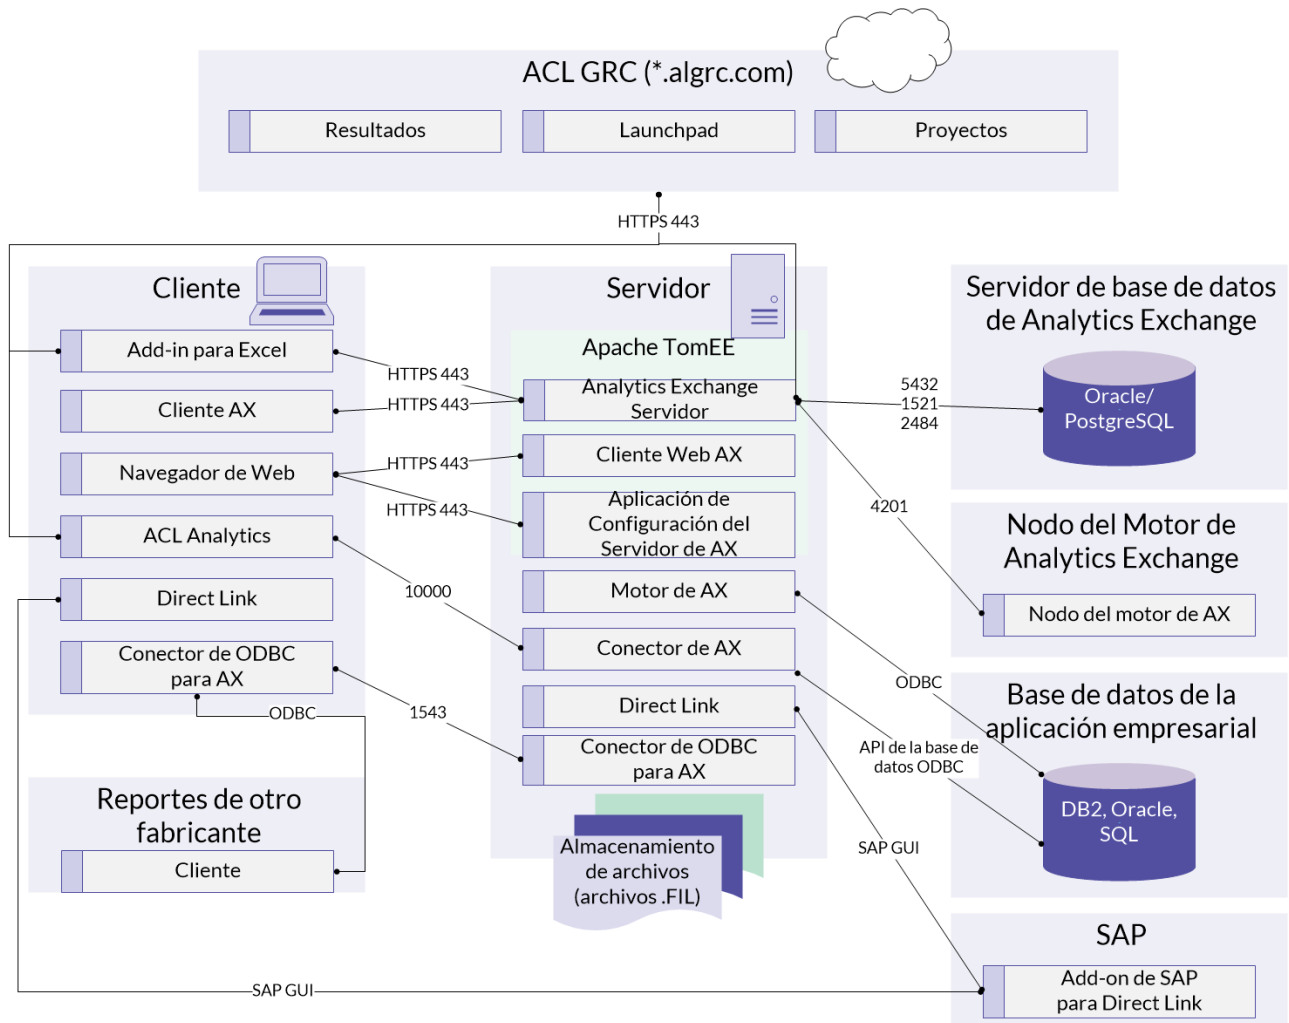 ACL GRC (*.algrc.com)
Resultados
Launchpad
Proyectos
HTTPS 443
Cliente
Add-in para Excel
Cliente AX
Navegador de Web
ACL Analytics
Direct Link
Conector de ODBC
para AX
ODBC
Reportes de otro
fabricante
Cliente
HTTPS 443
HTTPS 443
HTTPS 443
HTTPS 443
10000
1543
Servidor
Apache TomEE
Analytics Exchange
Servidor
Cliente Web AX
Aplicación de
Configuración del
Servidor de AX
Motor de AX
Conector de AX
Direct Link
Conector de ODBC
para AX
Almacenamiento
de archivos
(archivos .FIL)
5432
1521
2484
4201
ODBC
API de la base de
datos ODBC
SAP GUI
SAP GUI
Servidor de base de datos
de Analytics Exchange
Oracle/
PostgreSQL
Nodo del Motor de
Analytics Exchange
Nodo del motor de AX
Base de datos de la
aplicación empresarial
DB2, Oracle,
SQL
SAP
Add-on de SAP
para Direct Link